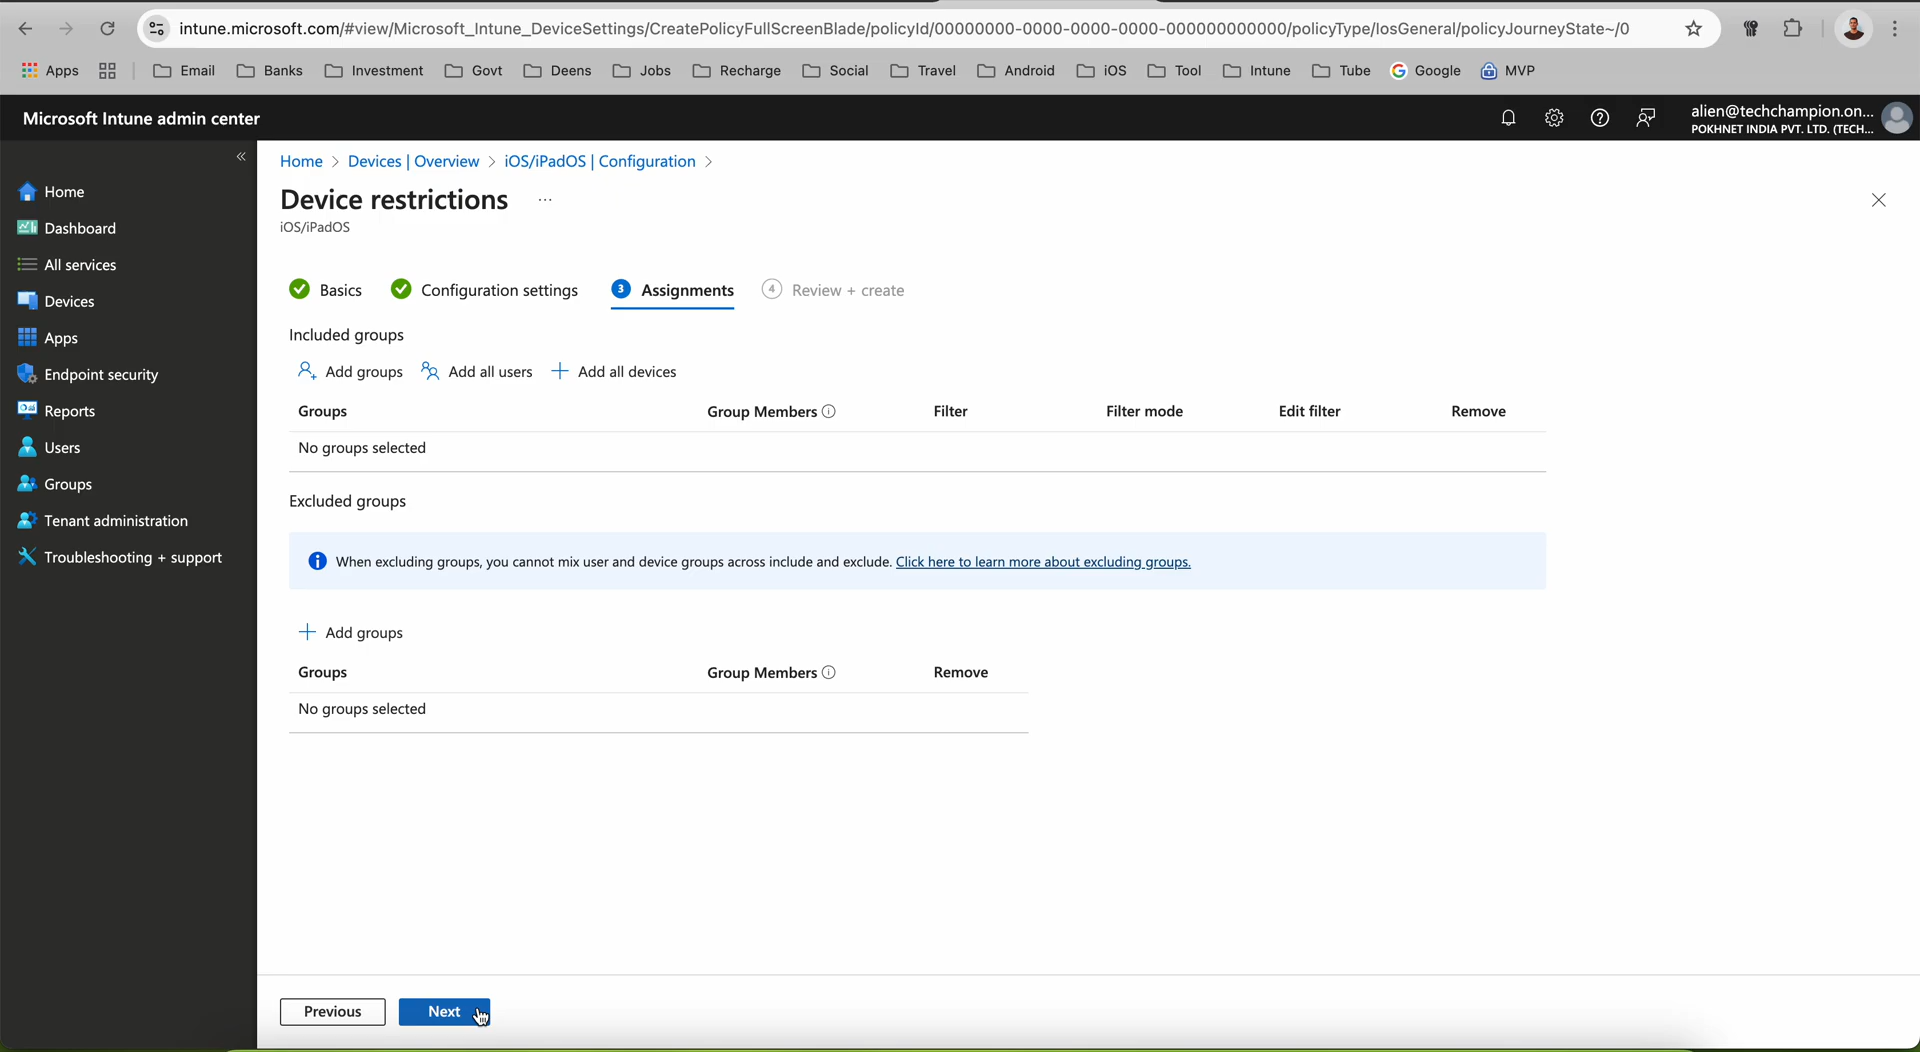 intune.microsoft.com/#view/Microsoft_Intune_DeviceSettings/CreatePolicyFullScreenBlade/policyId/00000000-0000-0000-0000-000000000000/policyType/IosGeneral/policyJourneyState~/0
Apps Email Banks Investment Govt Deens Jobs Recharge Social Travel Android iOS Tool Intune Tube Google MVP
Microsoft Intune admin center
alien@techchampion.on...
POKHNET INDIA PVT. LTD. (TECH...
«
Home
Dashboard
All services
Devices
Apps
Endpoint security
Reports
Users
Groups
Tenant administration
Troubleshooting + support
Home > Devices | Overview > iOS/iPadOS | Configuration >
Device restrictions ...
iOS/iPadOS
Basics Configuration settings 3 Assignments 4 Review + create
Included groups
Add groups Add all users Add all devices
Groups Group Members Filter Filter mode Edit filter Remove
No groups selected
Excluded groups
When excluding groups, you cannot mix user and device groups across include and exclude. Click here to learn more about excluding groups.
Add groups
Groups Group Members Remove
No groups selected
Previous Next